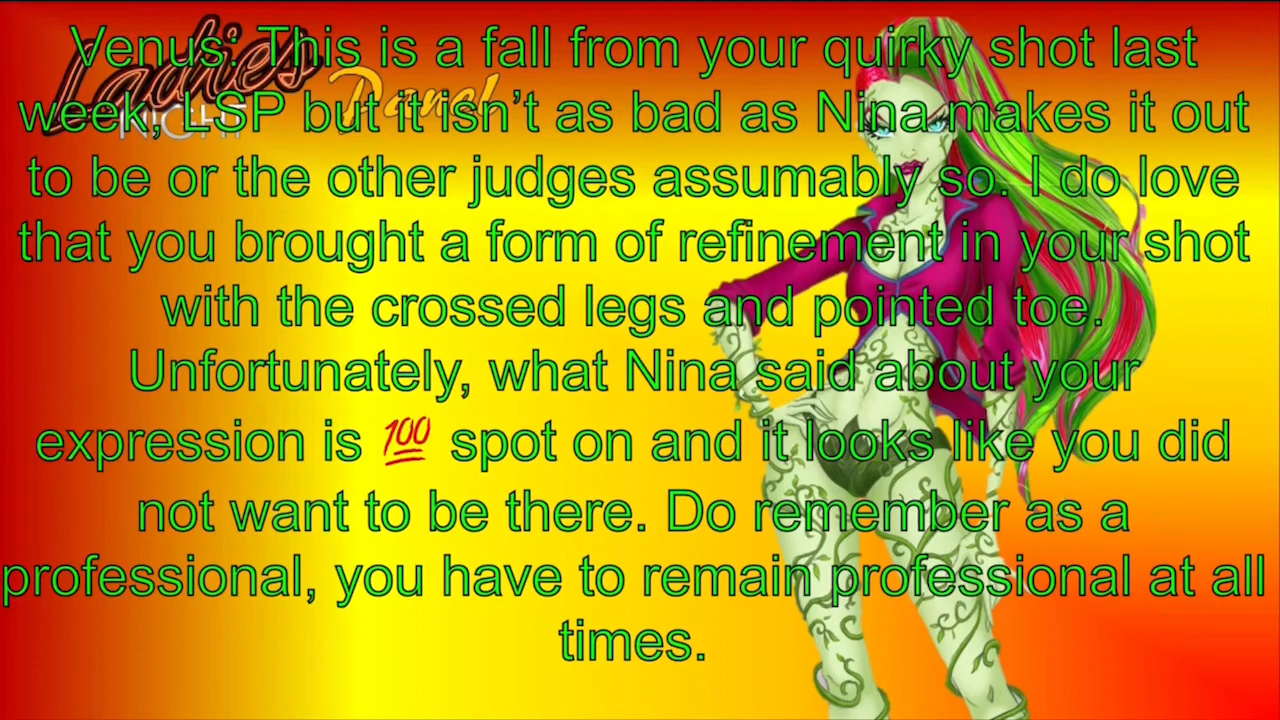 Ladies
NIGHT
Panel
Venus: This is a fall from your quirky shot last
week, LSP but it isn’t as bad as Nina makes it out
to be or the other judges assumably so. I do love
that you brought a form of refinement in your shot
with the crossed legs and pointed toe.
Unfortunately, what Nina said about your
expression is 💯 spot on and it looks like you did
not want to be there. Do remember as a
professional, you have to remain professional at all
times.